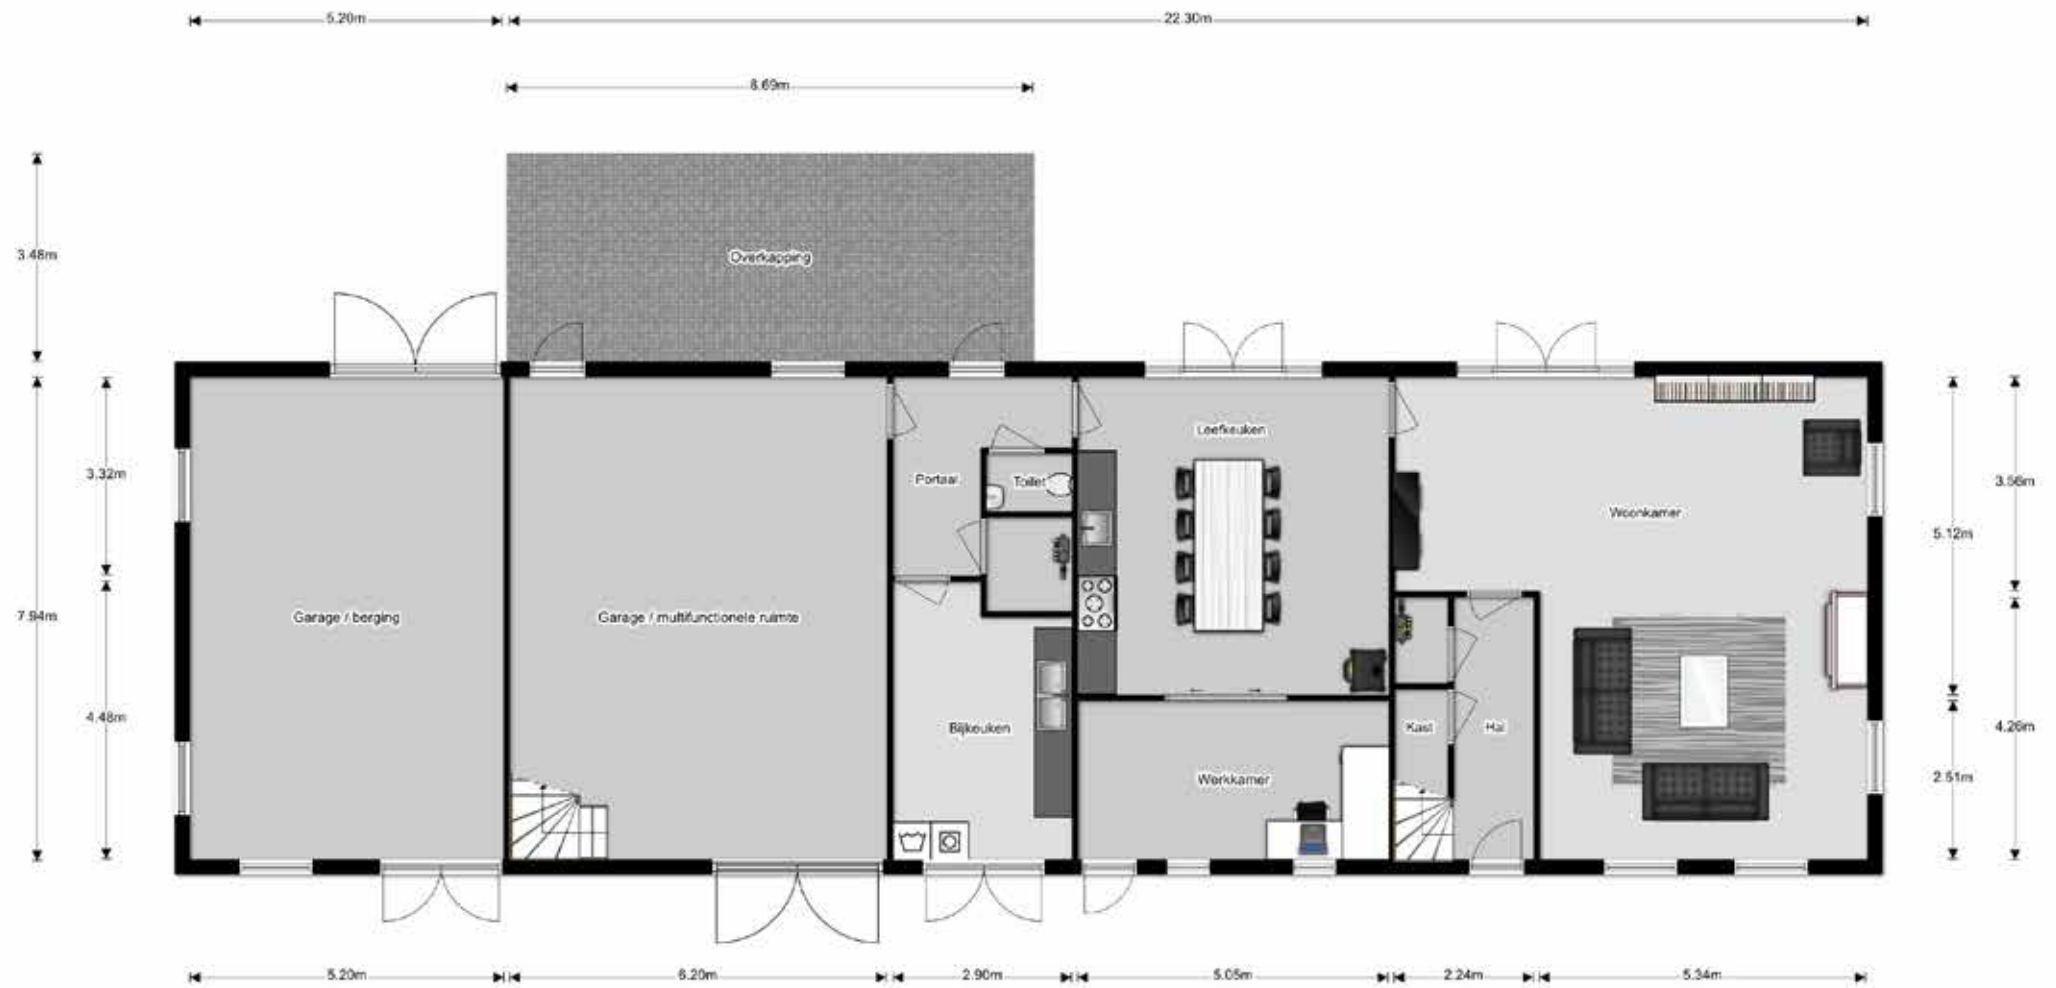 5.20m
22.30m
8.69m
3.48m
Overkapping
Leefkeuken
3.32m
Portaal
Toilet
3.56m
Woonkamer
5.12m
7.94m
Garage / berging
Garage / multifunctionele ruimte
4.48m
Bijkeuken
Kast
Hal
4.26m
Werkkamer
2.51m
5.20m
6.20m
2.90m
5.05m
2.24m
5.34m